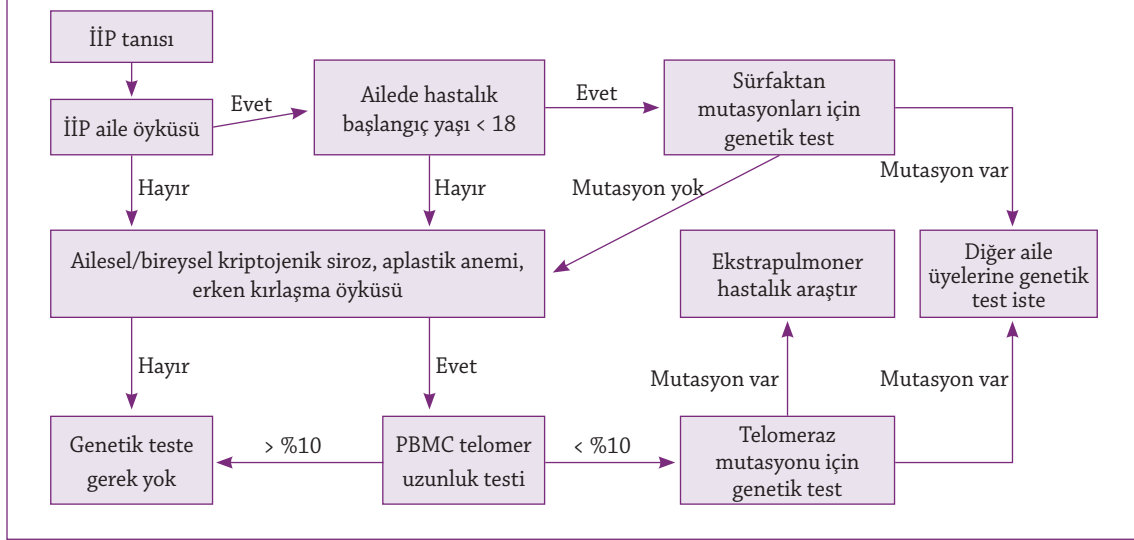 İİP tanısı
İİP aile öyküsü
Evet
Ailede hastalık
başlangıç yaşı < 18
Evet
Sürfaktan
mutasyonları için
genetik test
Hayır
Hayır
Mutasyon yok
Mutasyon var
Ailesel/bireysel kriptojenik siroz, aplastik anemi,
erken kırlaşma öyküsü
Ekstrapulmoner
hastalık araştır
Diğer aile
üyelerine genetik
test iste
Hayır
Evet
Mutasyon var
Mutasyon var
Genetik teste
gerek yok
> %10
PBMC telomer
uzunluk testi
< %10
Telomeraz
mutasyonu için
genetik test